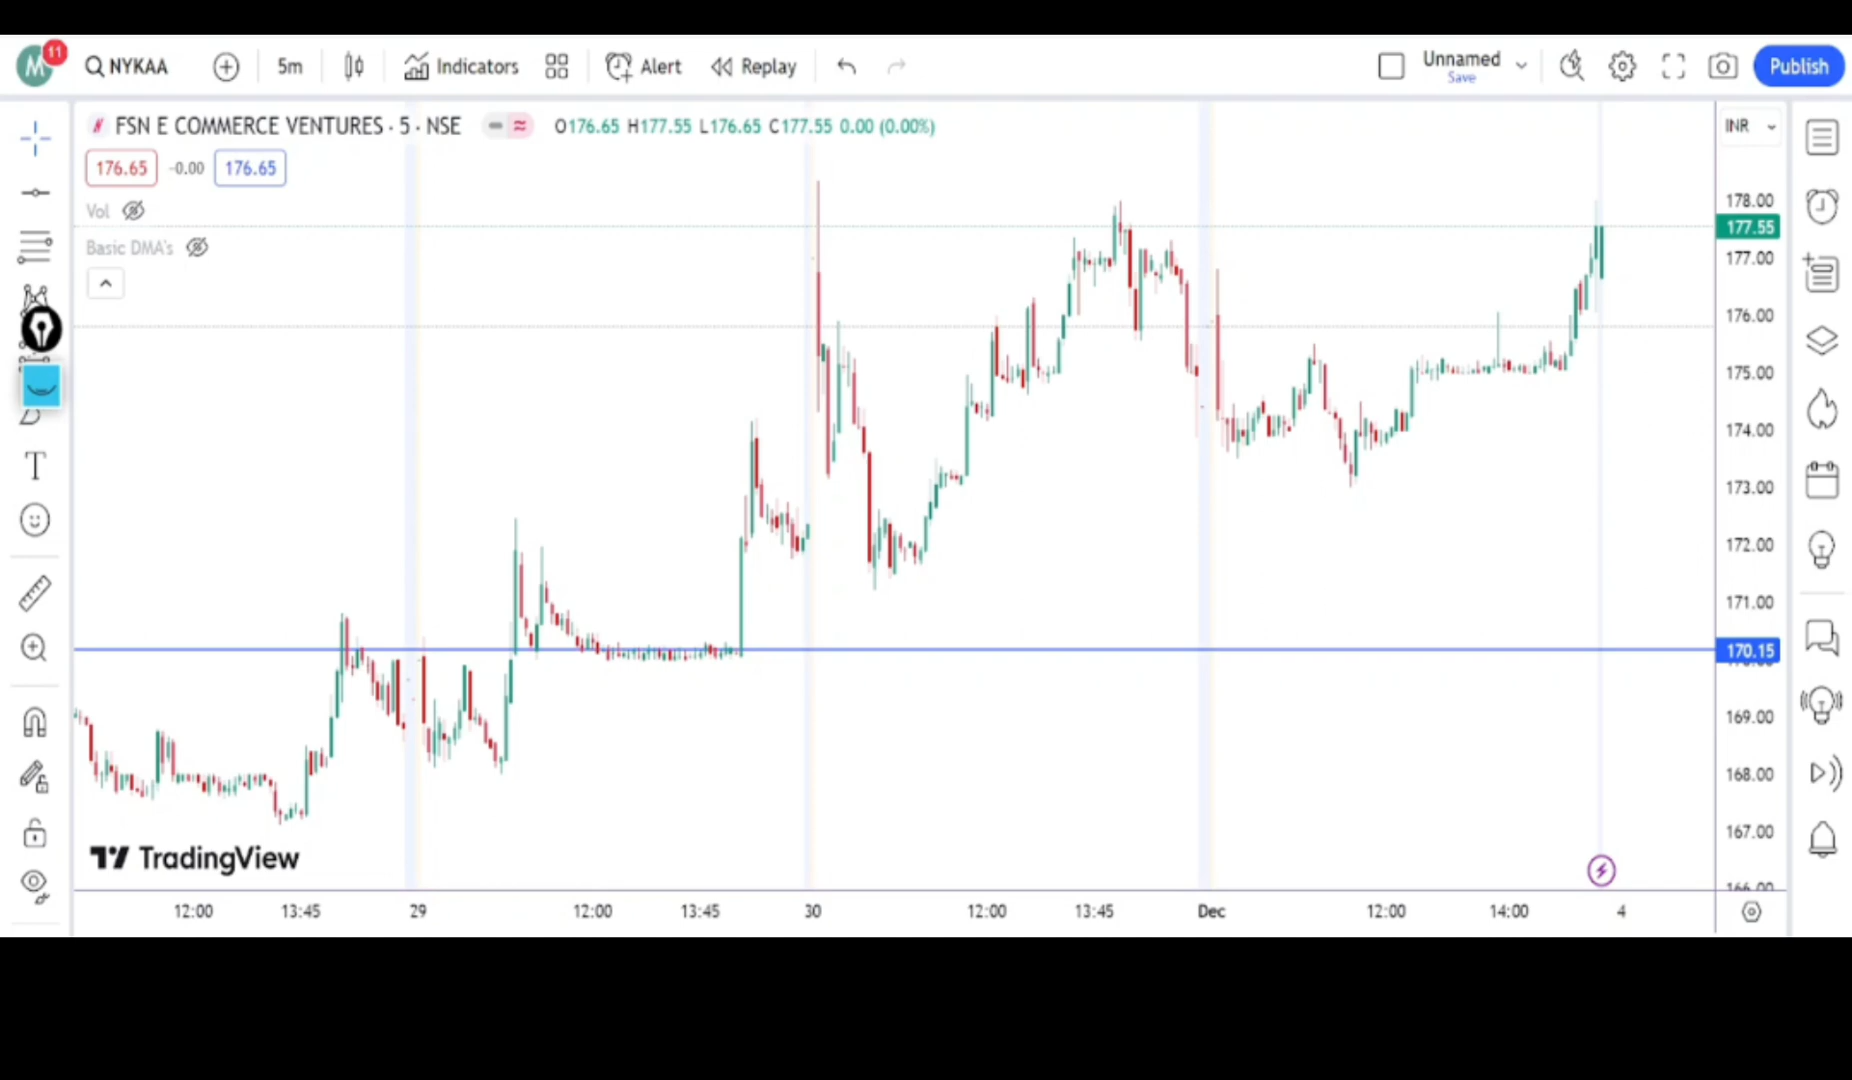 M 11 NYKAA 5m Indicators Alert Replay Unnamed Save Publish
FSN E COMMERCE VENTURES · 5 · NSE O176.65 H177.55 L176.65 C177.55 0.00 (0.00%) INR
176.65 -0.00 176.65
Vol
Basic DMA's
178.00
177.55
177.00
176.00
175.00
174.00
173.00
172.00
171.00
170.15
169.00
168.00
167.00
166.00
TradingView
12:00 13:45 29 12:00 13:45 30 12:00 13:45 Dec 12:00 14:00 4